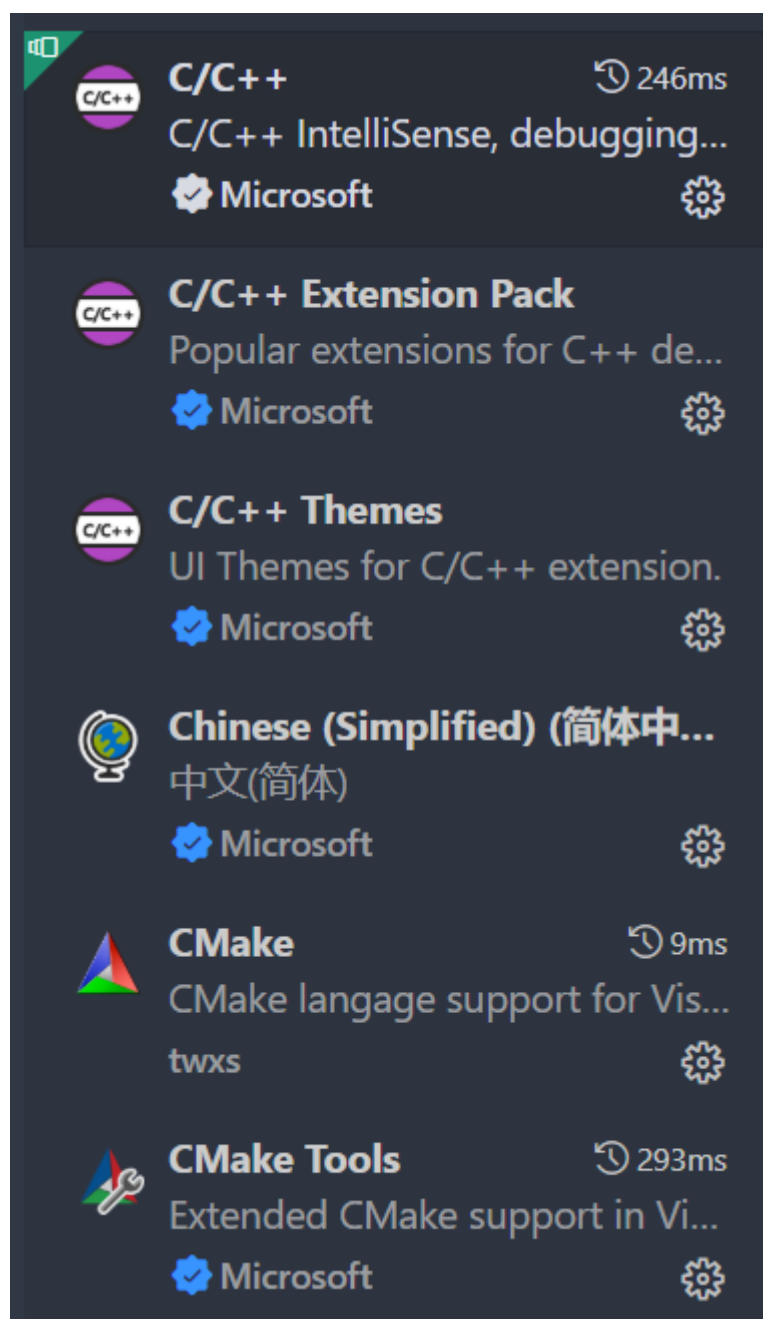 C/C++ 246ms
C/C++ C/C++ IntelliSense, debugging...
Microsoft
C/C++ Extension Pack
C/C++ Popular extensions for C++ de...
Microsoft
C/C++ Themes
C/C++ UI Themes for C/C++ extension.
Microsoft
Chinese (Simplified) (简体中...
中文(简体)
Microsoft
CMake 9ms
CMake langage support for Vis...
twxs
CMake Tools 293ms
Extended CMake support in Vi...
Microsoft